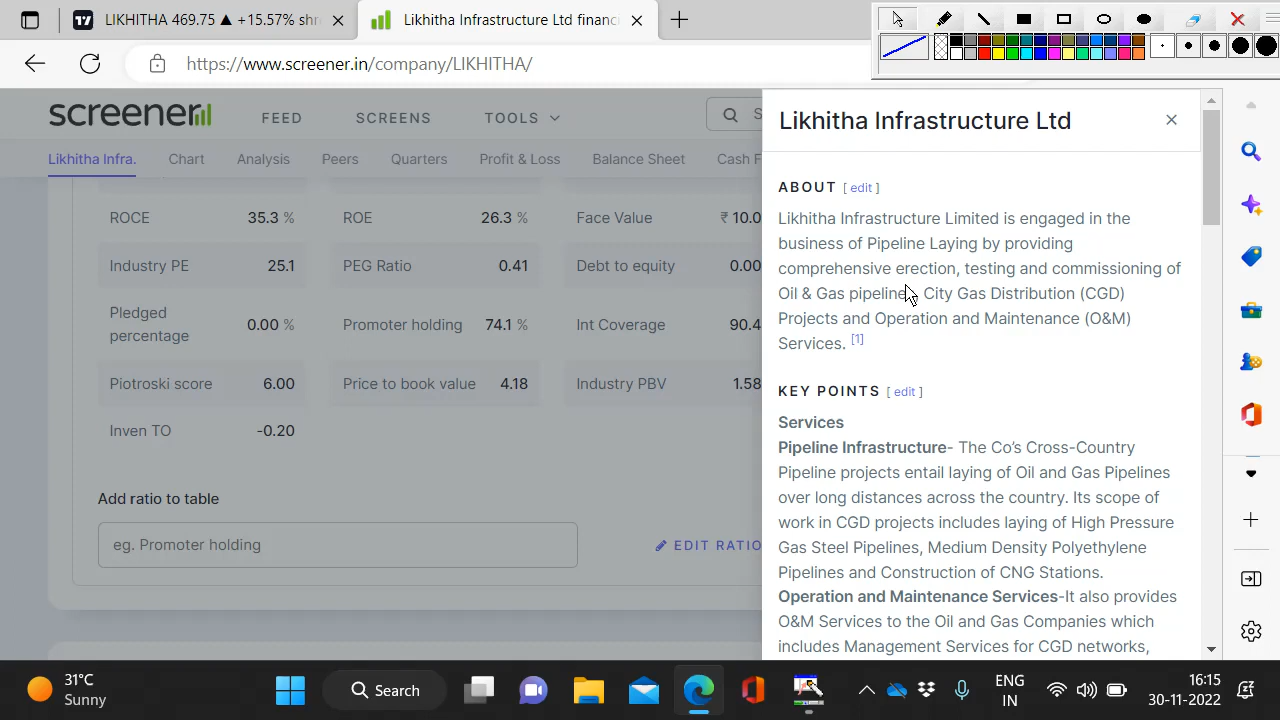 LIKHITHA 469.75 ▲ +15.57%
Likhitha Infrastructure Ltd financi
https://www.screener.in/company/LIKHITHA/
screener
FEED
SCREENS
TOOLS
Likhitha Infra.
Chart
Analysis
Peers
Quarters
Profit & Loss
Balance Sheet
Cash F
ROCE 35.3 %
ROE 26.3 %
Face Value ₹ 10.0
Industry PE 25.1
PEG Ratio 0.41
Debt to equity 0.00
Pledged
percentage 0.00 %
Promoter holding 74.1 %
Int Coverage 90.4
Piotroski score 6.00
Price to book value 4.18
Industry PBV 1.58
Inven TO -0.20
Add ratio to table
eg. Promoter holding
EDIT RATIO
Likhitha Infrastructure Ltd
ABOUT [ edit ]
Likhitha Infrastructure Limited is engaged in the
business of Pipeline Laying by providing
comprehensive erection, testing and commissioning of
Oil & Gas pipeline City Gas Distribution (CGD)
Projects and Operation and Maintenance (O&M)
Services. [1]
KEY POINTS [ edit ]
Services
Pipeline Infrastructure- The Co's Cross-Country
Pipeline projects entail laying of Oil and Gas Pipelines
over long distances across the country. Its scope of
work in CGD projects includes laying of High Pressure
Gas Steel Pipelines, Medium Density Polyethylene
Pipelines and Construction of CNG Stations.
Operation and Maintenance Services-It also provides
O&M Services to the Oil and Gas Companies which
includes Management Services for CGD networks,
31°C
Sunny
Search
ENG
IN
16:15
30-11-2022